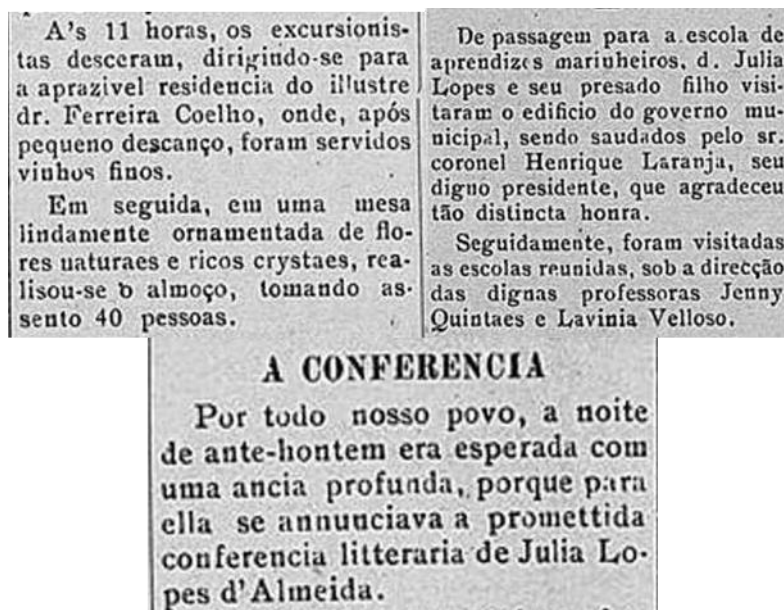 A's 11 horas, os excursionis-
tas desceram, dirigindo-se para
a aprazivel residencia do illustre
dr. Ferreira Coelho, onde, após
pequeno descanço, foram servidos
vinhos finos.
Em seguida, em uma mesa
lindamente ornamentada de flo-
res naturaes e ricos crystaes, rea-
lisou-se o almoço, tomando as-
sento 40 pessoas.
De passagem para a escola de
aprendizes marinheiros, d. Julia
Lopes e seu presado filho visi-
taram o edificio do governo mu-
nicipal, sendo saudados pelo sr.
coronel Henrique Laranja, seu
digno presidente, que agradeceu
tão distincta honra.
Seguidamente, foram visitadas
as escolas reunidas, sob a direcção
das dignas professoras Jenny
Quintaes e Lavinia Velloso.
A CONFERENCIA
Por todo nosso povo, a noite
de ante-hontem era esperada com
uma ancia profunda, porque para
ella se annunciava a promettida
conferencia litteraria de Julia Lo-
pes d'Almeida.